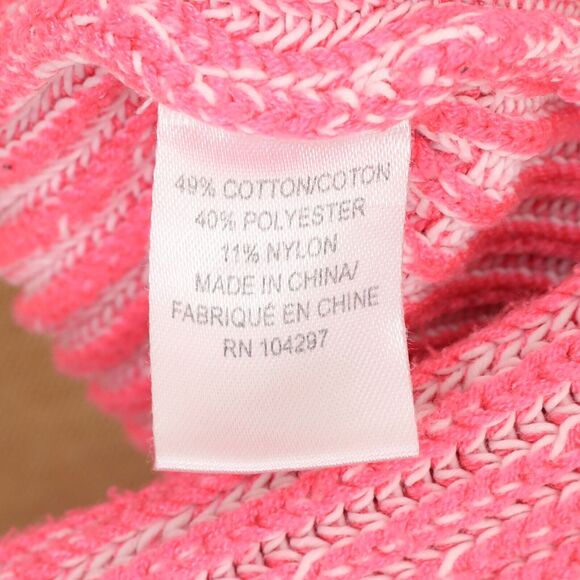 49% COTTON/COTON
40% POLYESTER
11% NYLON
MADE IN CHINA/
FABRIQUÉ EN CHINE
RN 104297